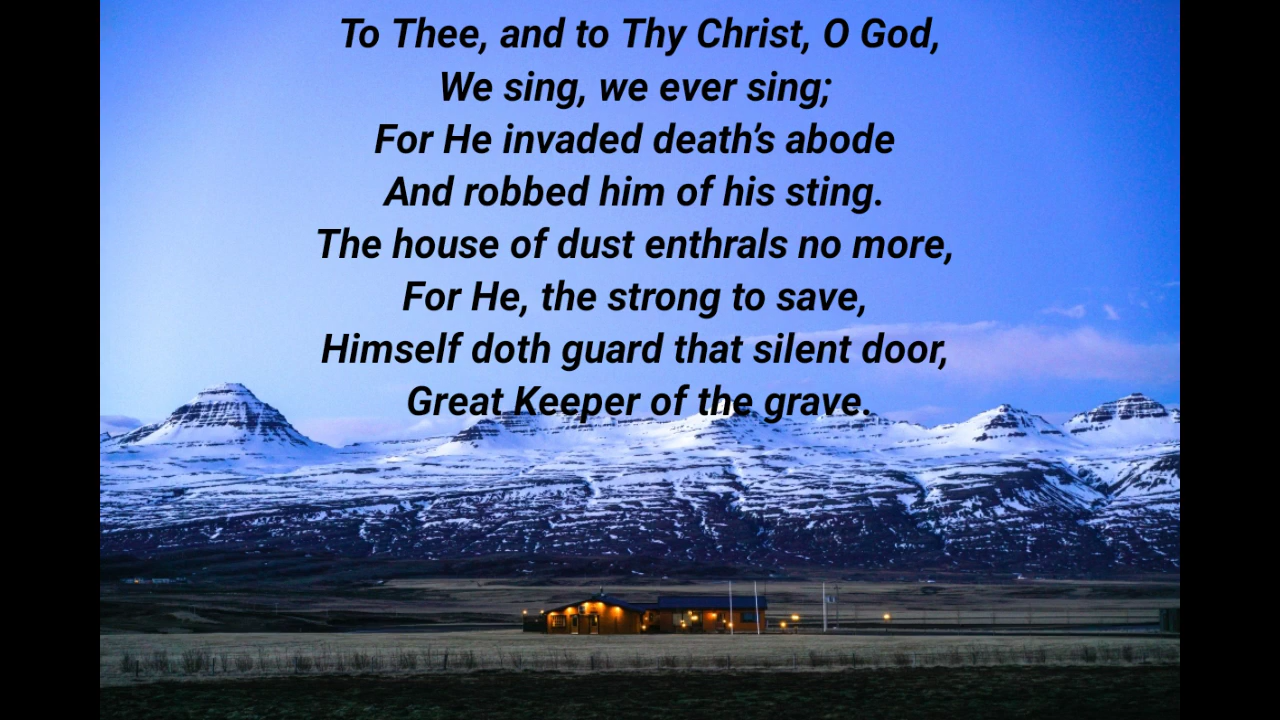 To Thee, and to Thy Christ, O God,
We sing, we ever sing;
For He invaded death’s abode
And robbed him of his sting.
The house of dust enthrals no more,
For He, the strong to save,
Himself doth guard that silent door,
Great Keeper of the grave.